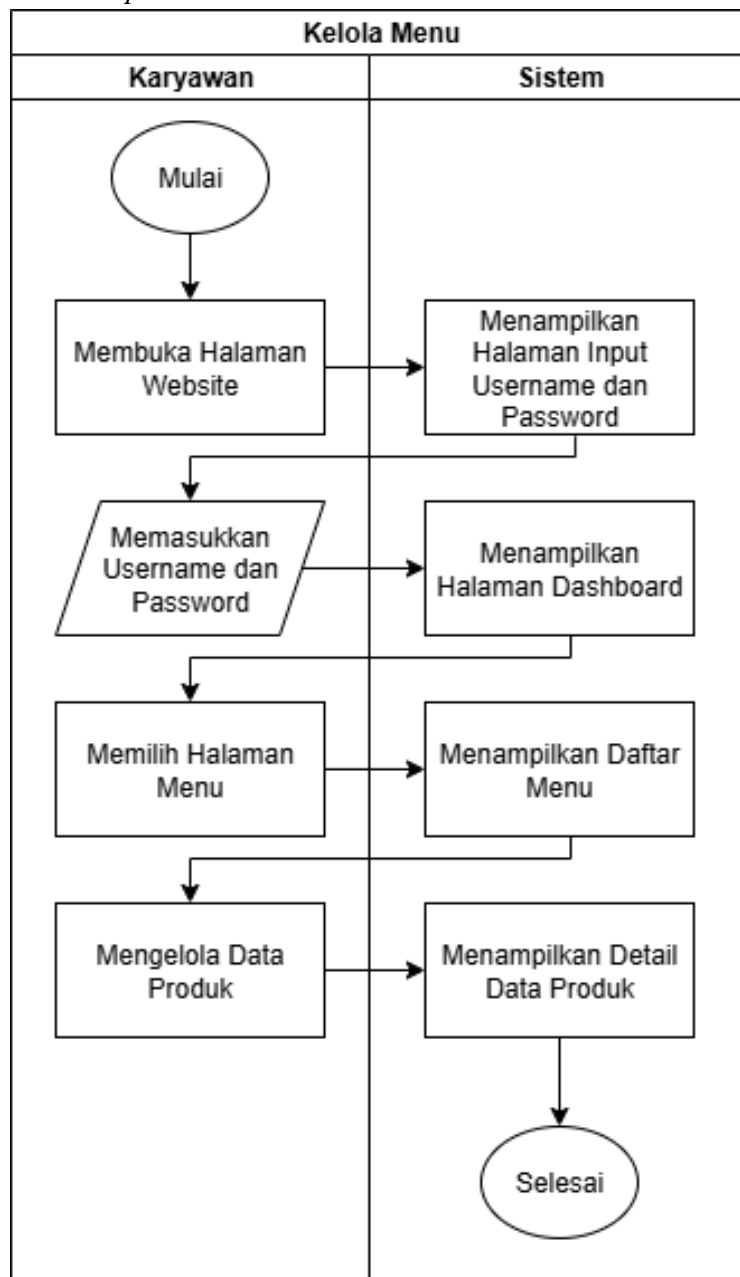 Kelola Menu
Karyawan
Sistem
Mulai
Membuka Halaman
Website
Menampilkan
Halaman Input
Username dan
Password
Memasukkan
Username dan
Password
Menampilkan
Halaman Dashboard
Memilih Halaman
Menu
Menampilkan Daftar
Menu
Mengelola Data
Produk
Menampilkan Detail
Data Produk
Selesai